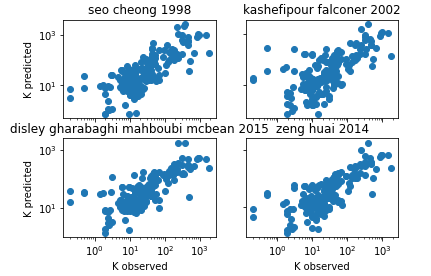 seo cheong 1998
kashefipour falconer 2002
K predicted
10³
10¹
disley gharabaghi mahboubi mcbean 2015
zeng huai 2014
K predicted
10³
10¹
10⁰ 10¹ 10² 10³
10⁰ 10¹ 10² 10³
K observed
K observed